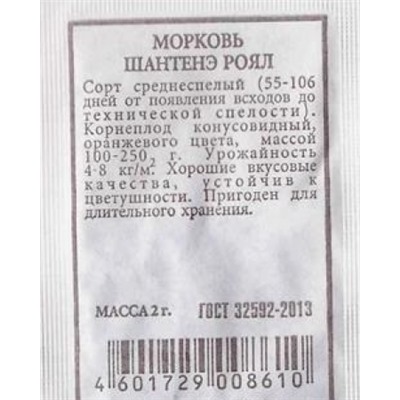 МОРКОВЬ
ШАНТЕНЭ РОЯЛ
Сорт среднеспелый (55-106
дней от появления всходов до
технической спелости).
Корнеплод конусовидный,
оранжевого цвета, массой
100-250 г. Урожайность
4-8 кг/м². Хорошие вкусовые
качества, устойчив к
цветушности. Пригоден для
длительного хранения.
МАССА 2 г. ГОСТ 32592-2013
4 601729 008610